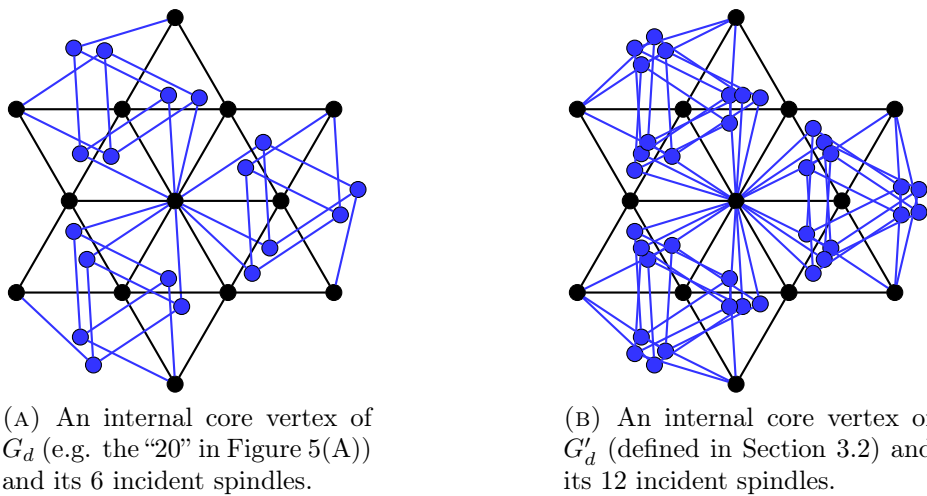 (A) An internal core vertex of
G_d (e.g. the “20” in Figure 5(A))
and its 6 incident spindles.
(B) An internal core vertex of
G′_d (defined in Section 3.2) and
its 12 incident spindles.